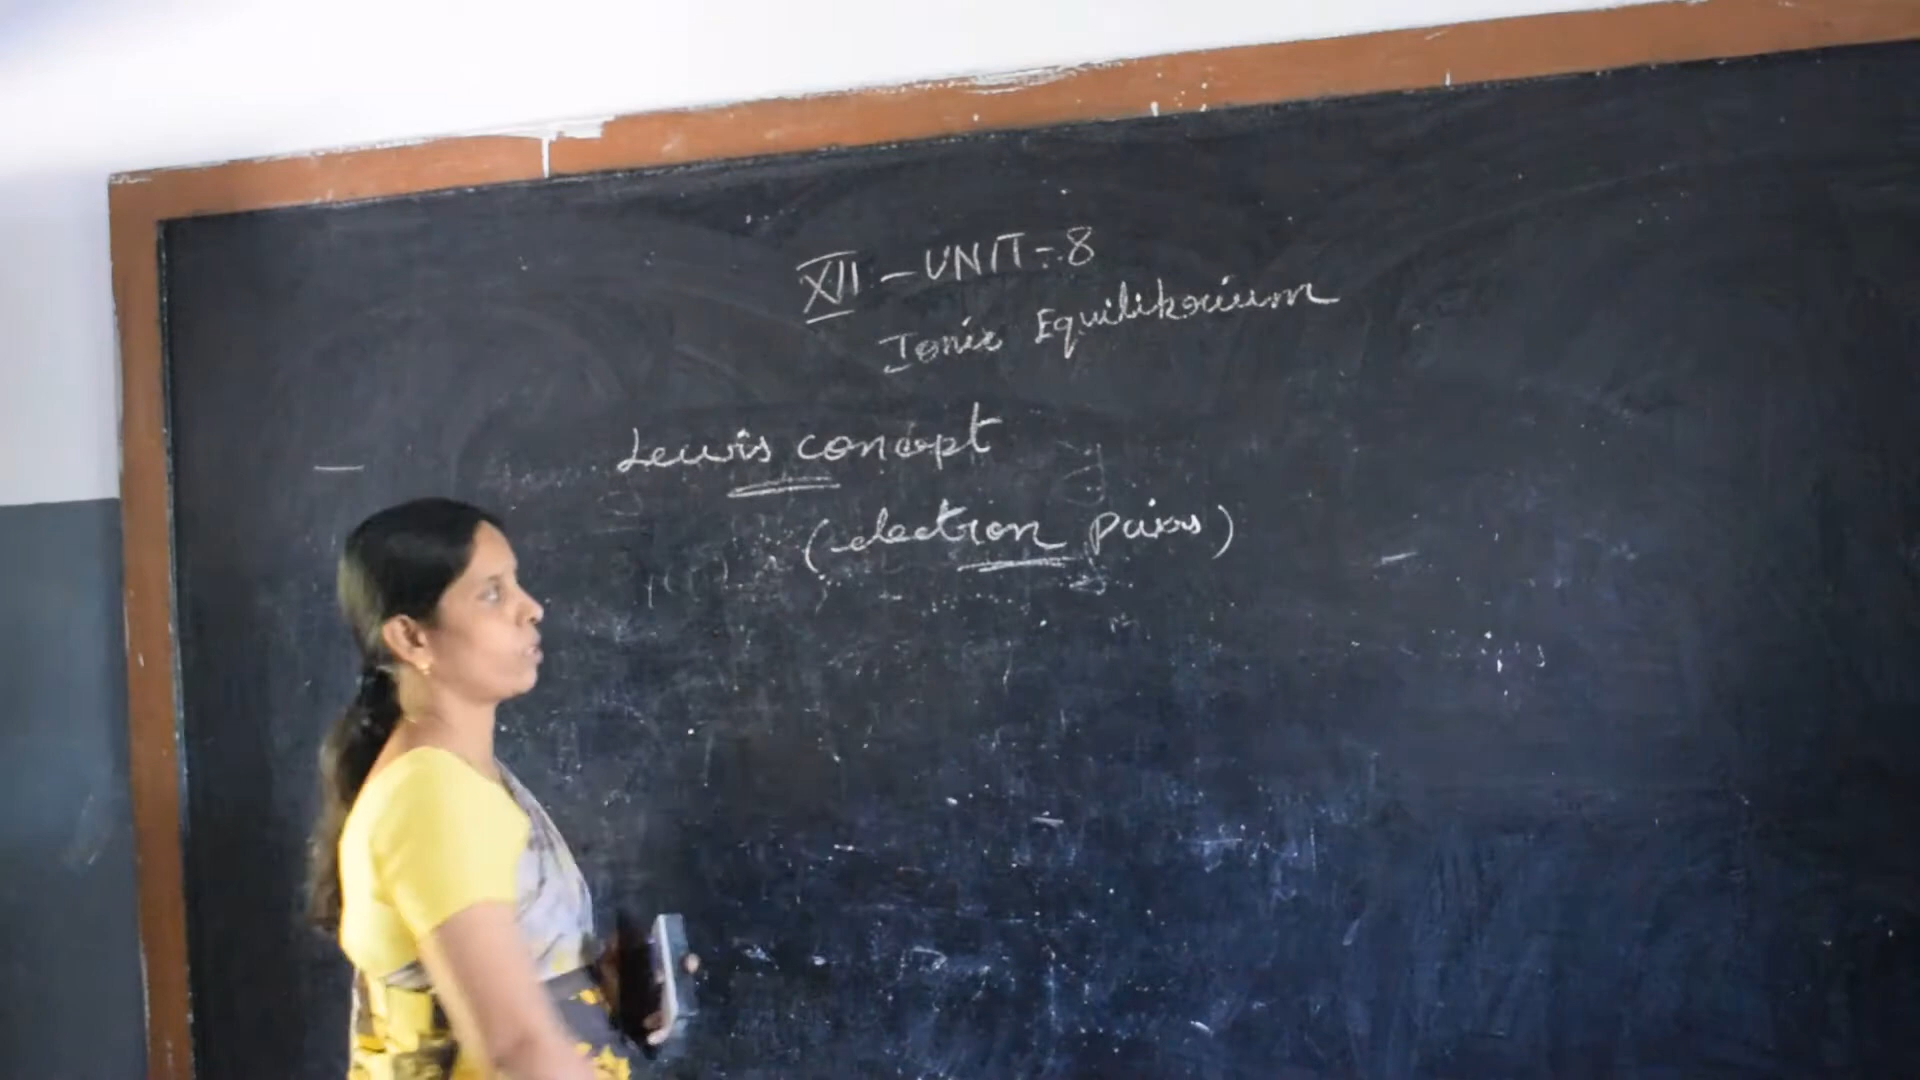 XII - UNIT - 8
Ionic Equilibrium
Lewis concept
(electron pairs)